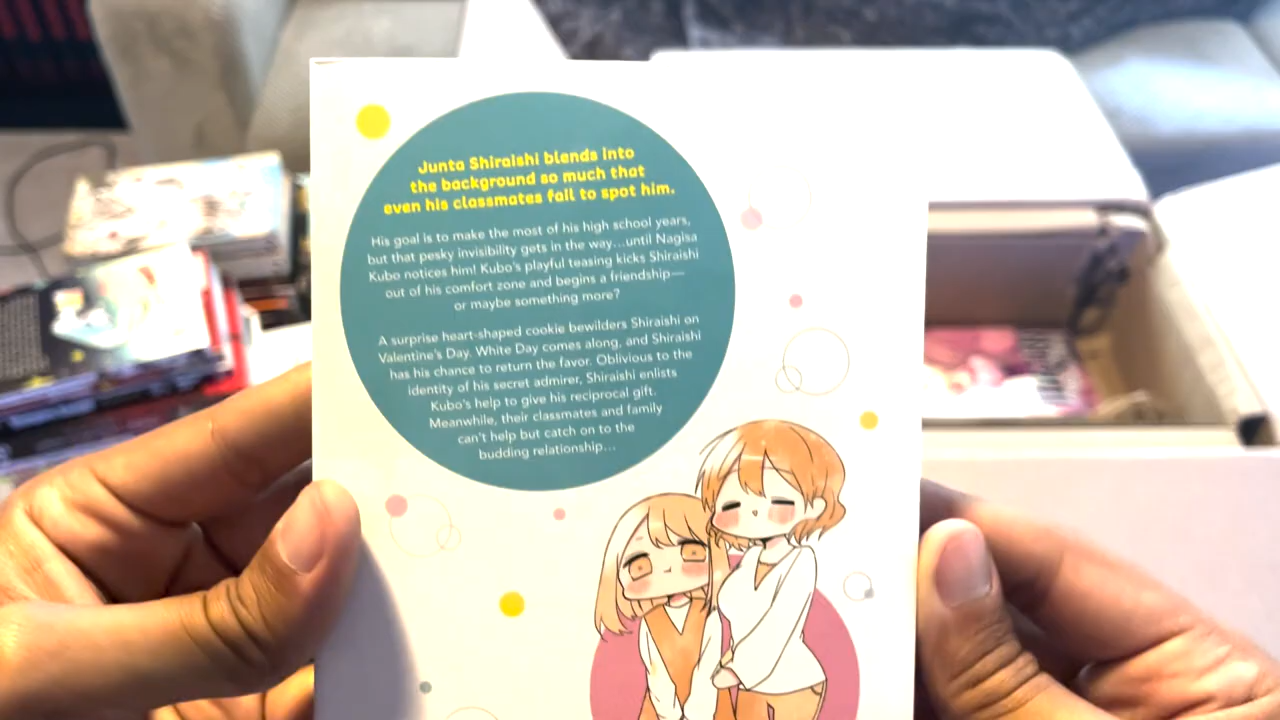 Junta Shiraishi blends into
the background so much that
even his classmates fail to spot him.
His goal is to make the most of his high school years,
but that pesky invisibility gets in the way...until Nagisa
Kubo notices him! Kubo's playful teasing kicks Shiraishi
out of his comfort zone and begins a friendship—
or maybe something more?
A surprise heart-shaped cookie bewilders Shiraishi on
Valentine's Day. White Day comes along, and Shiraishi
has his chance to return the favor. Oblivious to the
identity of his secret admirer, Shiraishi enlists
Kubo's help to give his reciprocal gift.
Meanwhile, their classmates and family
can't help but catch on to the
budding relationship...